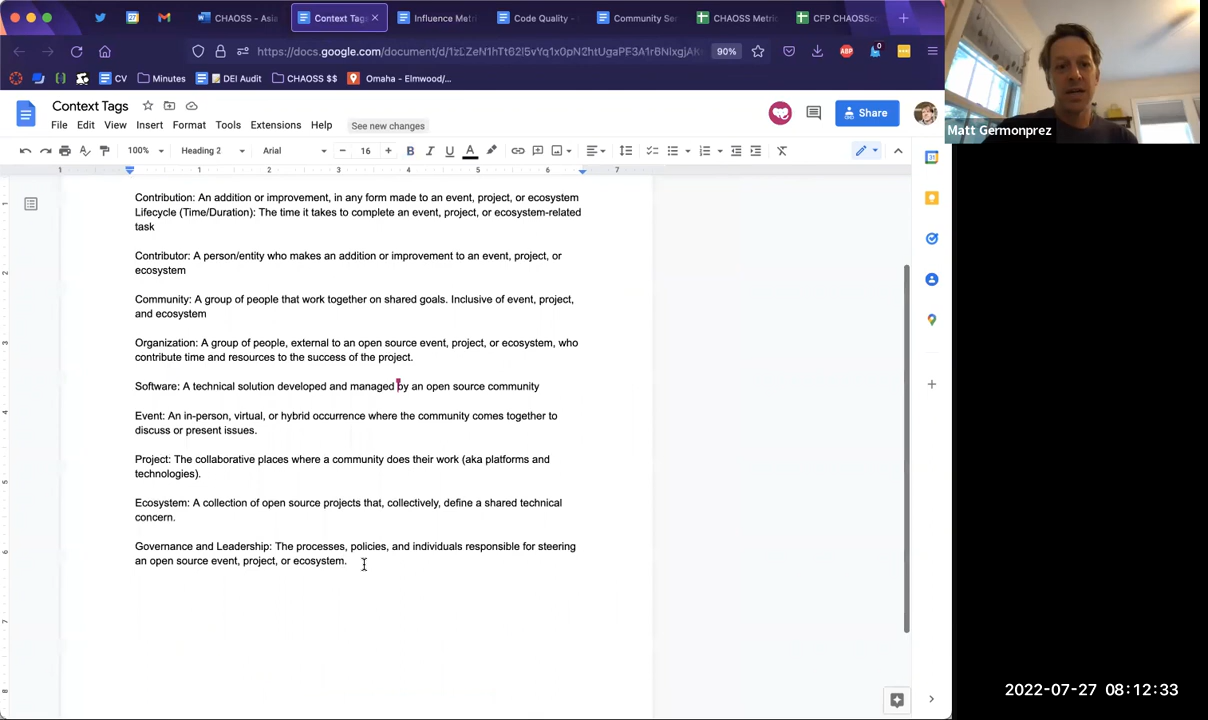 CHAOSS - Asia
Context Tags
Influence Metr
Code Quality -
Community Ser
CHAOSS Metric
CFP CHAOSSc
https://docs.google.com/document/d/1zLZeN1hTt62i5vYq1x0pN2htUgaPF3A1r6NixgjAK
90%
CV
Minutes
DEI Audit
CHAOSS $$
Omaha - Elmwood/...
Context Tags
File Edit View Insert Format Tools Extensions Help
See new changes
Share
100% Heading 2 Arial 16
Contribution: An addition or improvement, in any form made to an event, project, or ecosystem
Lifecycle (Time/Duration): The time it takes to complete an event, project, or ecosystem-related
task
Contributor: A person/entity who makes an addition or improvement to an event, project, or
ecosystem
Community: A group of people that work together on shared goals. Inclusive of event, project,
and ecosystem
Organization: A group of people, external to an open source event, project, or ecosystem, who
contribute time and resources to the success of the project.
Software: A technical solution developed and managed by an open source community
Event: An in-person, virtual, or hybrid occurrence where the community comes together to
discuss or present issues.
Project: The collaborative places where a community does their work (aka platforms and
technologies).
Ecosystem: A collection of open source projects that, collectively, define a shared technical
concern.
Governance and Leadership: The processes, policies, and individuals responsible for steering
an open source event, project, or ecosystem.
Matt Germonprez
2022-07-27 08:12:33